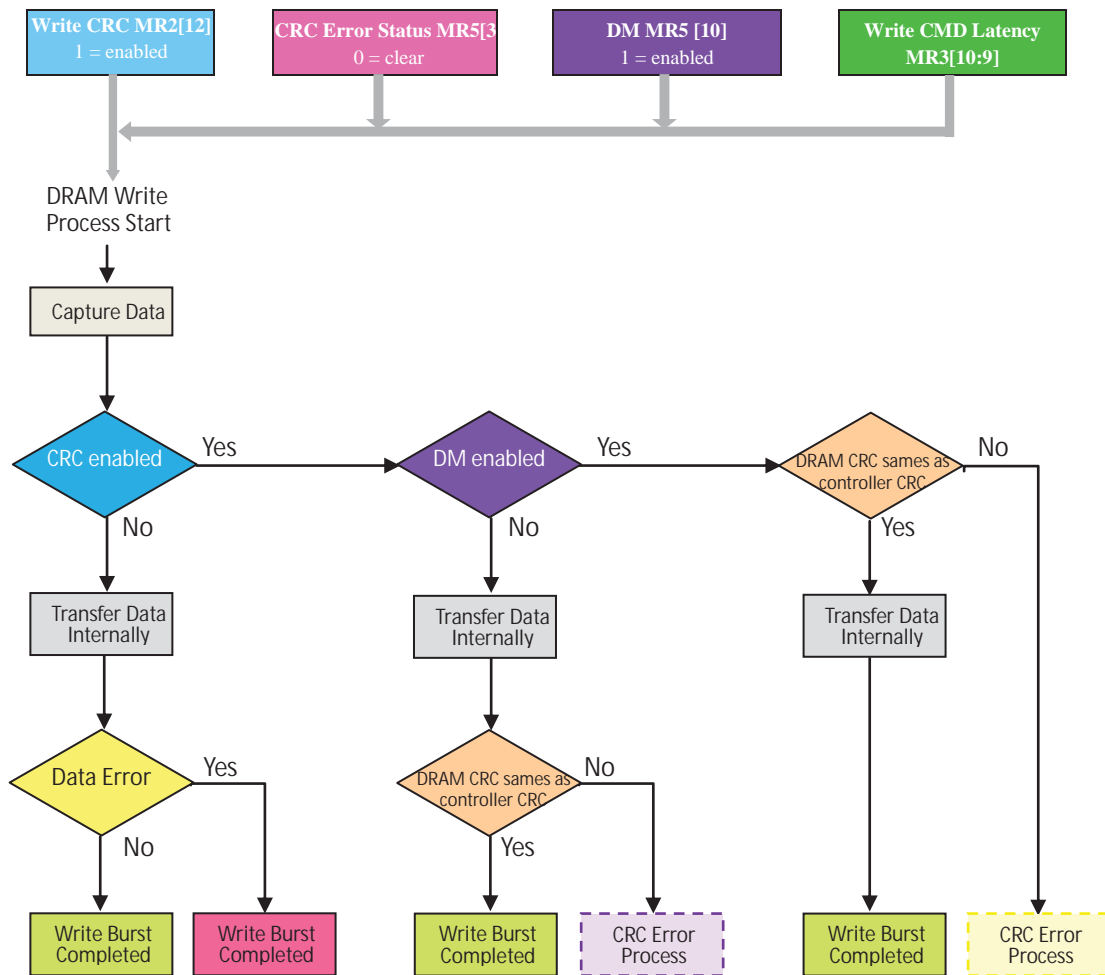 Write CRC MR2[12]
1 = enabled
CRC Error Status MR5[3
0 = clear
DM MR5 [10]
1 = enabled
Write CMD Latency
MR3[10:9]
DRAM Write
Process Start
Capture Data
CRC enabled
Yes
DM enabled
Yes
DRAM CRC sames as
controller CRC
No
No
No
Yes
Transfer Data
Internally
Transfer Data
Internally
Transfer Data
Internally
Data Error
Yes
DRAM CRC sames as
controller CRC
No
No
Yes
Write Burst
Completed
Write Burst
Completed
Write Burst
Completed
CRC Error
Process
Write Burst
Completed
CRC Error
Process